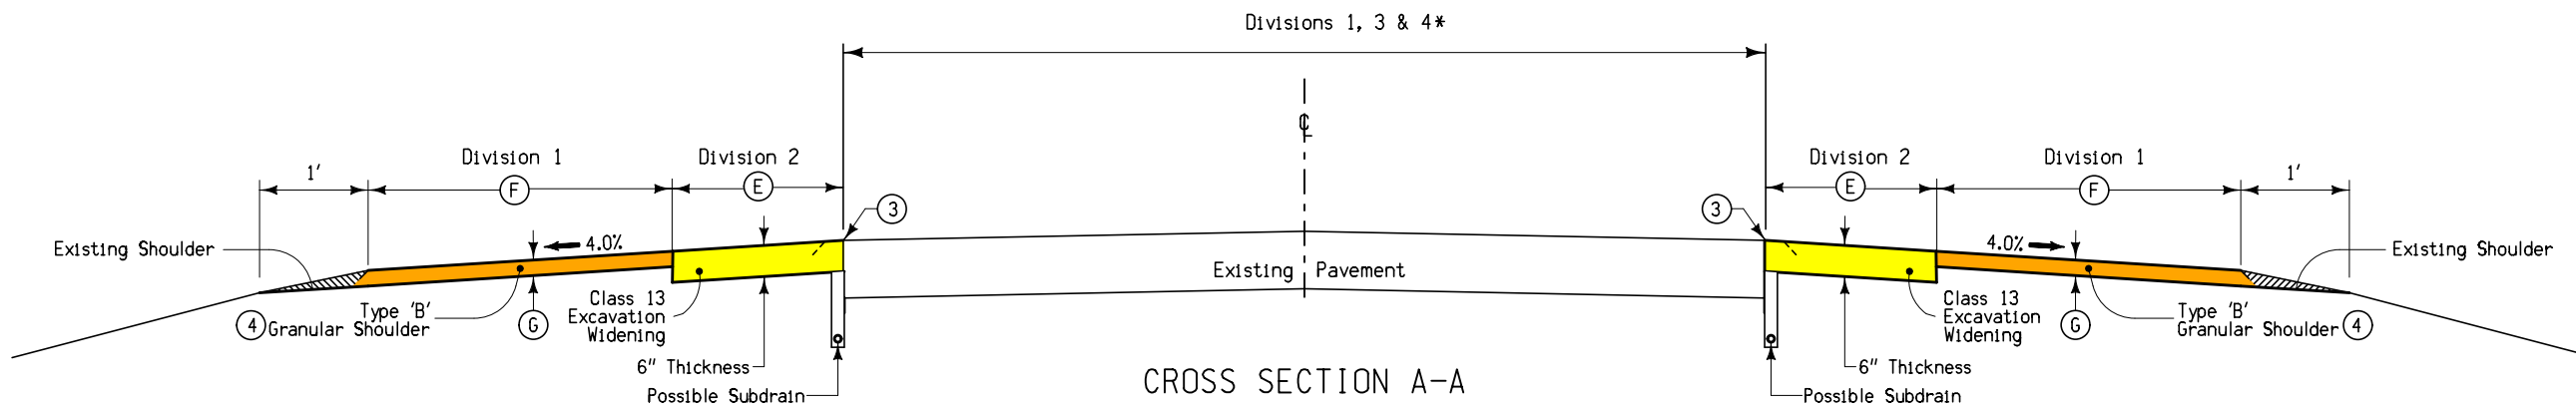 Divisions 1, 3 & 4*
℄
Division 1
Division 2
Division 2
Division 1
1'
F
E
E
F
1'
3
3
Existing Shoulder
4.0%
4.0%
Existing Shoulder
Existing Pavement
Class 13
Excavation
Widening
Type 'B'
4 Granular Shoulder
G
Class 13
Excavation
Widening
G
Type 'B'
Granular Shoulder 4
6" Thickness
6" Thickness
Possible Subdrain
CROSS SECTION A-A
Possible Subdrain